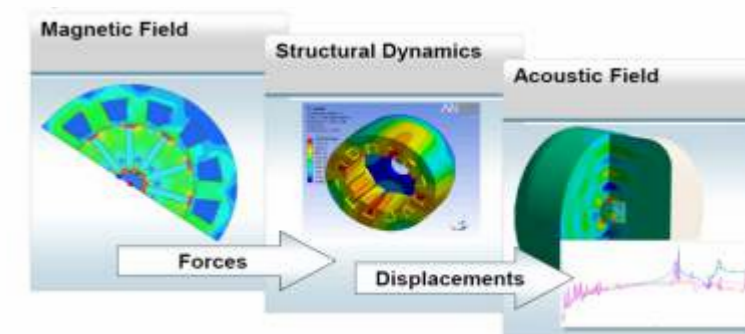 Magnetic Field
Structural Dynamics
Acoustic Field
Forces
Displacements